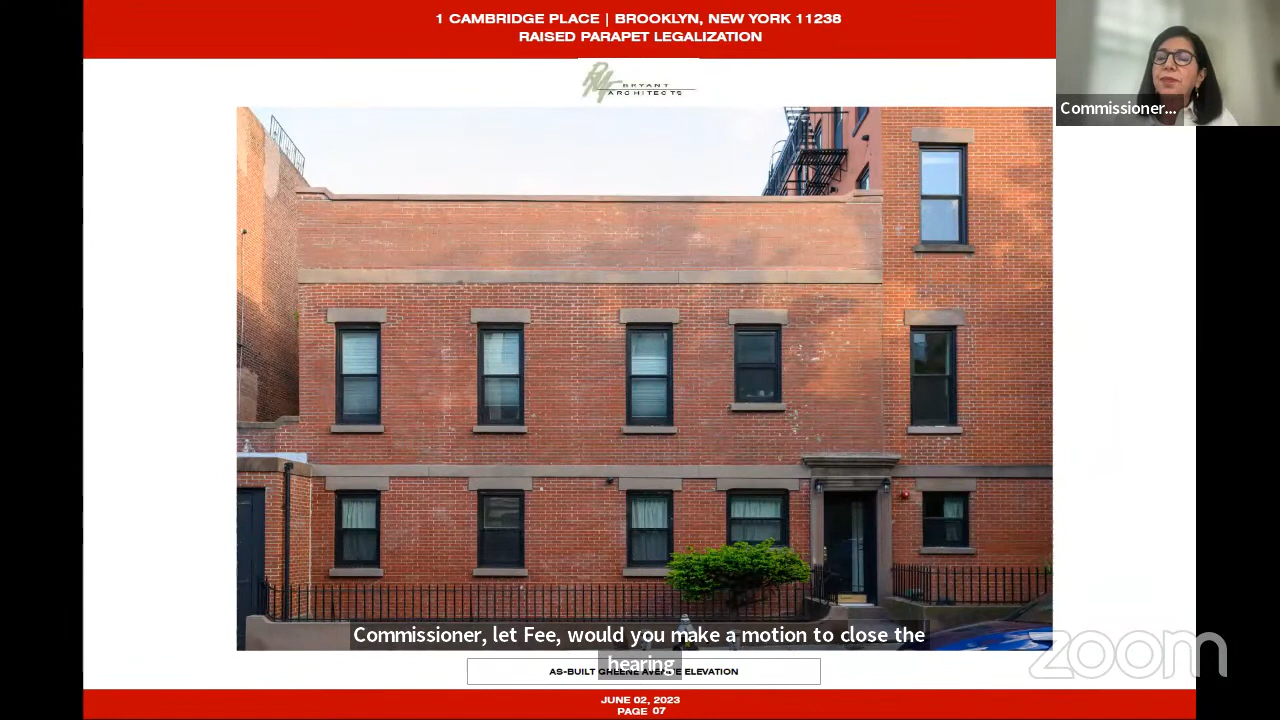 1 CAMBRIDGE PLACE | BROOKLYN, NEW YORK 11238
RAISED PARAPET LEGALIZATION
BRYANT
ARCHITECTS
Commissioner...
Commissioner, let Fee, would you make a motion to close the
hearing
AS-BUILT GREENE AVENUE ELEVATION
zoom
JUNE 02, 2023
PAGE 07